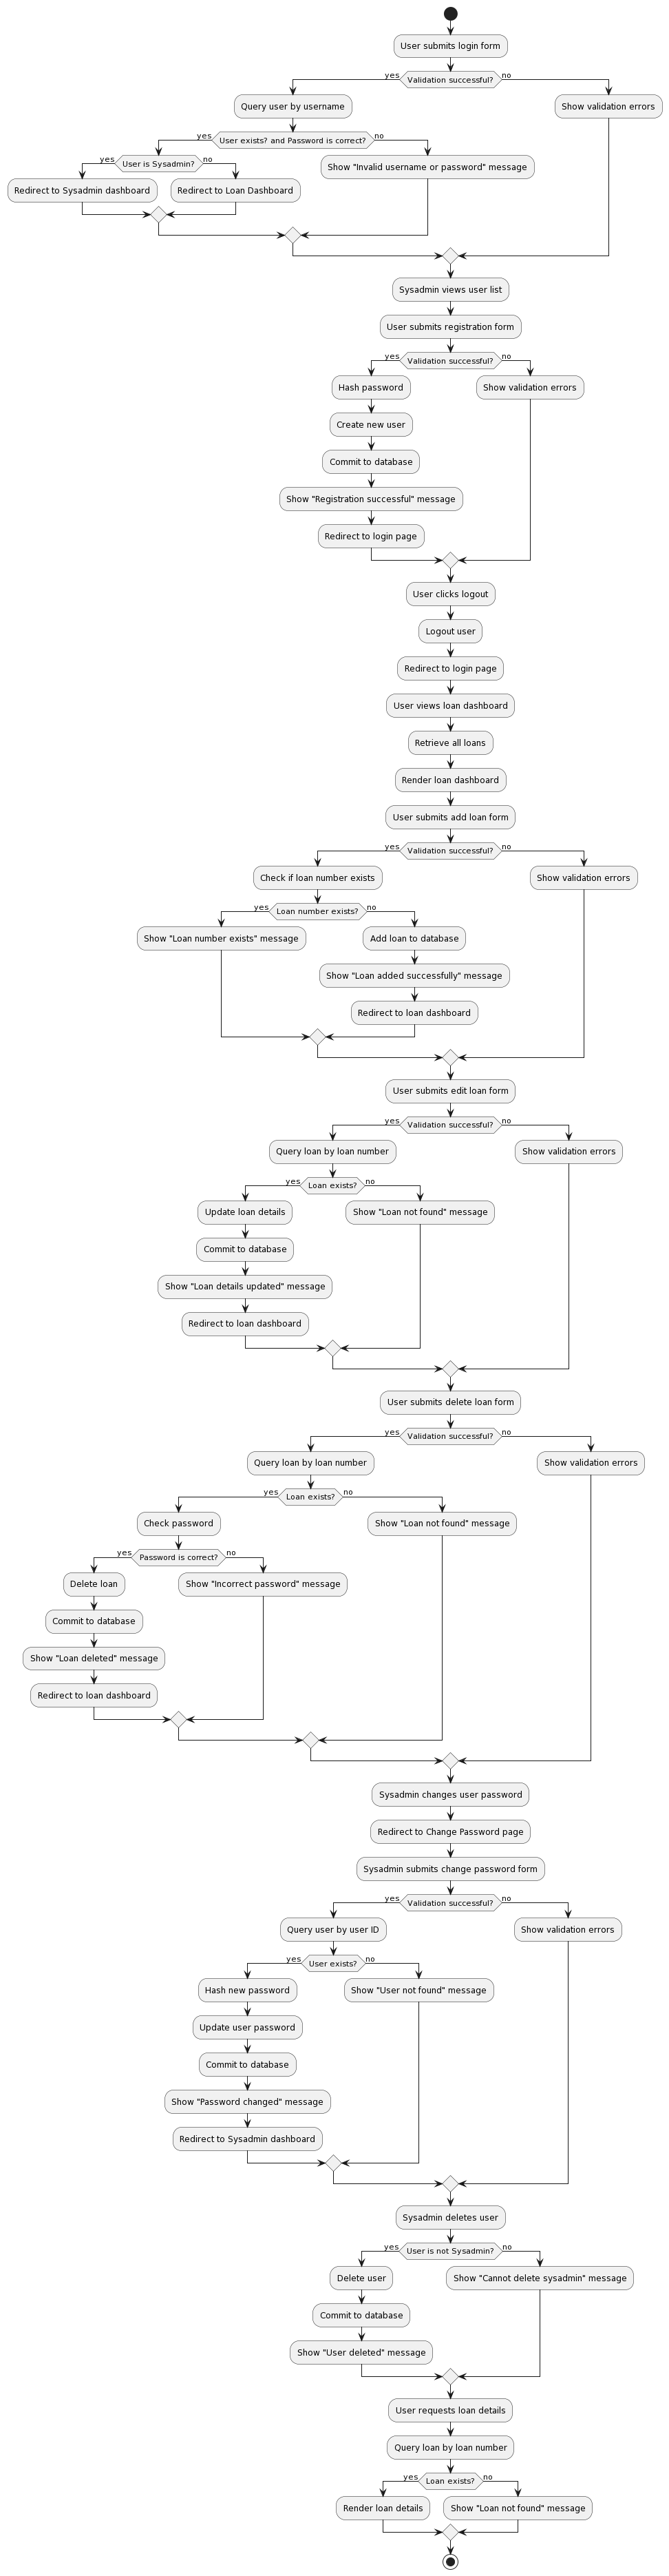 User submits login form
yes Validation successful? no
Query user by username
Show validation errors
yes User exists? and Password is correct? no
yes User is Sysadmin? no
Show "Invalid username or password" message
Redirect to Sysadmin dashboard
Redirect to Loan Dashboard
Sysadmin views user list
User submits registration form
yes Validation successful? no
Hash password
Show validation errors
Create new user
Commit to database
Show "Registration successful" message
Redirect to login page
User clicks logout
Logout user
Redirect to login page
User views loan dashboard
Retrieve all loans
Render loan dashboard
User submits add loan form
yes Validation successful? no
Check if loan number exists
Show validation errors
yes Loan number exists? no
Show "Loan number exists" message
Add loan to database
Show "Loan added successfully" message
Redirect to loan dashboard
User submits edit loan form
yes Validation successful? no
Query loan by loan number
Show validation errors
yes Loan exists? no
Update loan details
Show "Loan not found" message
Commit to database
Show "Loan details updated" message
Redirect to loan dashboard
User submits delete loan form
yes Validation successful? no
Query loan by loan number
Show validation errors
yes Loan exists? no
Check password
Show "Loan not found" message
yes Password is correct? no
Delete loan
Show "Incorrect password" message
Commit to database
Show "Loan deleted" message
Redirect to loan dashboard
Sysadmin changes user password
Redirect to Change Password page
Sysadmin submits change password form
yes Validation successful? no
Query user by user ID
Show validation errors
yes User exists? no
Hash new password
Show "User not found" message
Update user password
Commit to database
Show "Password changed" message
Redirect to Sysadmin dashboard
Sysadmin deletes user
yes User is not Sysadmin? no
Delete user
Show "Cannot delete sysadmin" message
Commit to database
Show "User deleted" message
User requests loan details
Query loan by loan number
yes Loan exists? no
Render loan details
Show "Loan not found" message